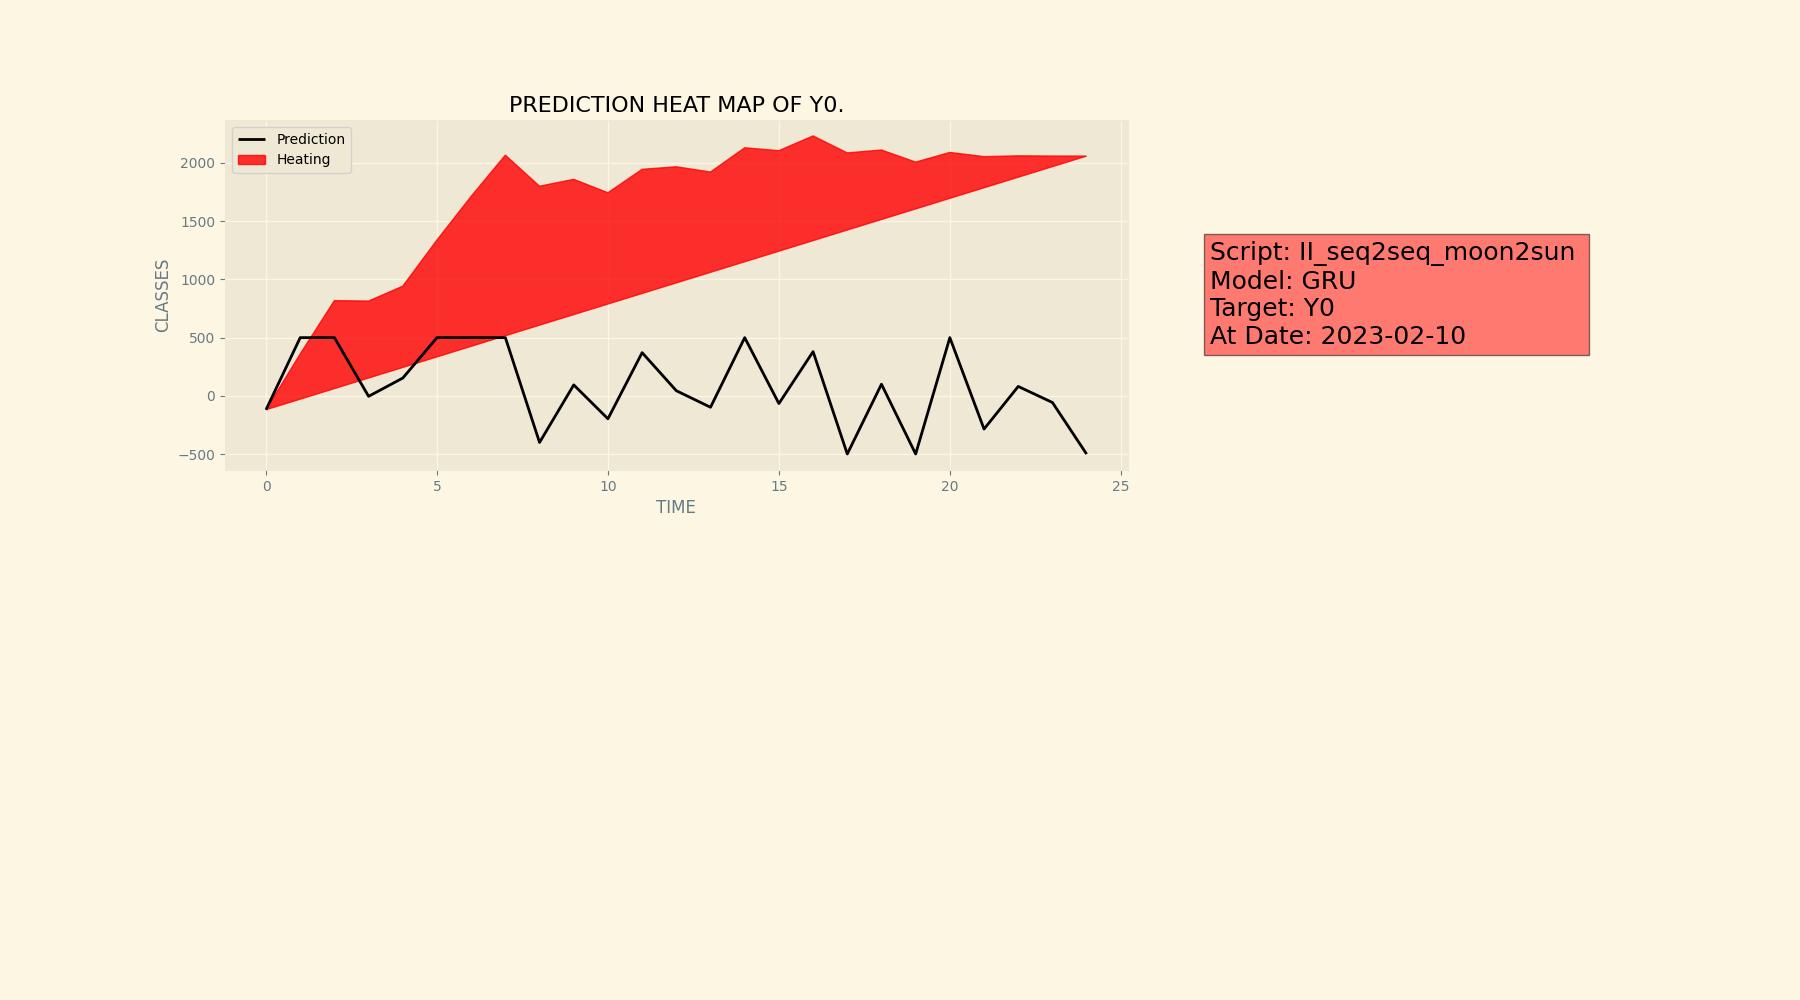 PREDICTION HEAT MAP OF Y0.
Prediction
Heating
2000
1500
1000
500
0
−500
CLASSES
0 5 10 15 20 25
TIME
Script: II_seq2seq_moon2sun
Model: GRU
Target: Y0
At Date: 2023-02-10